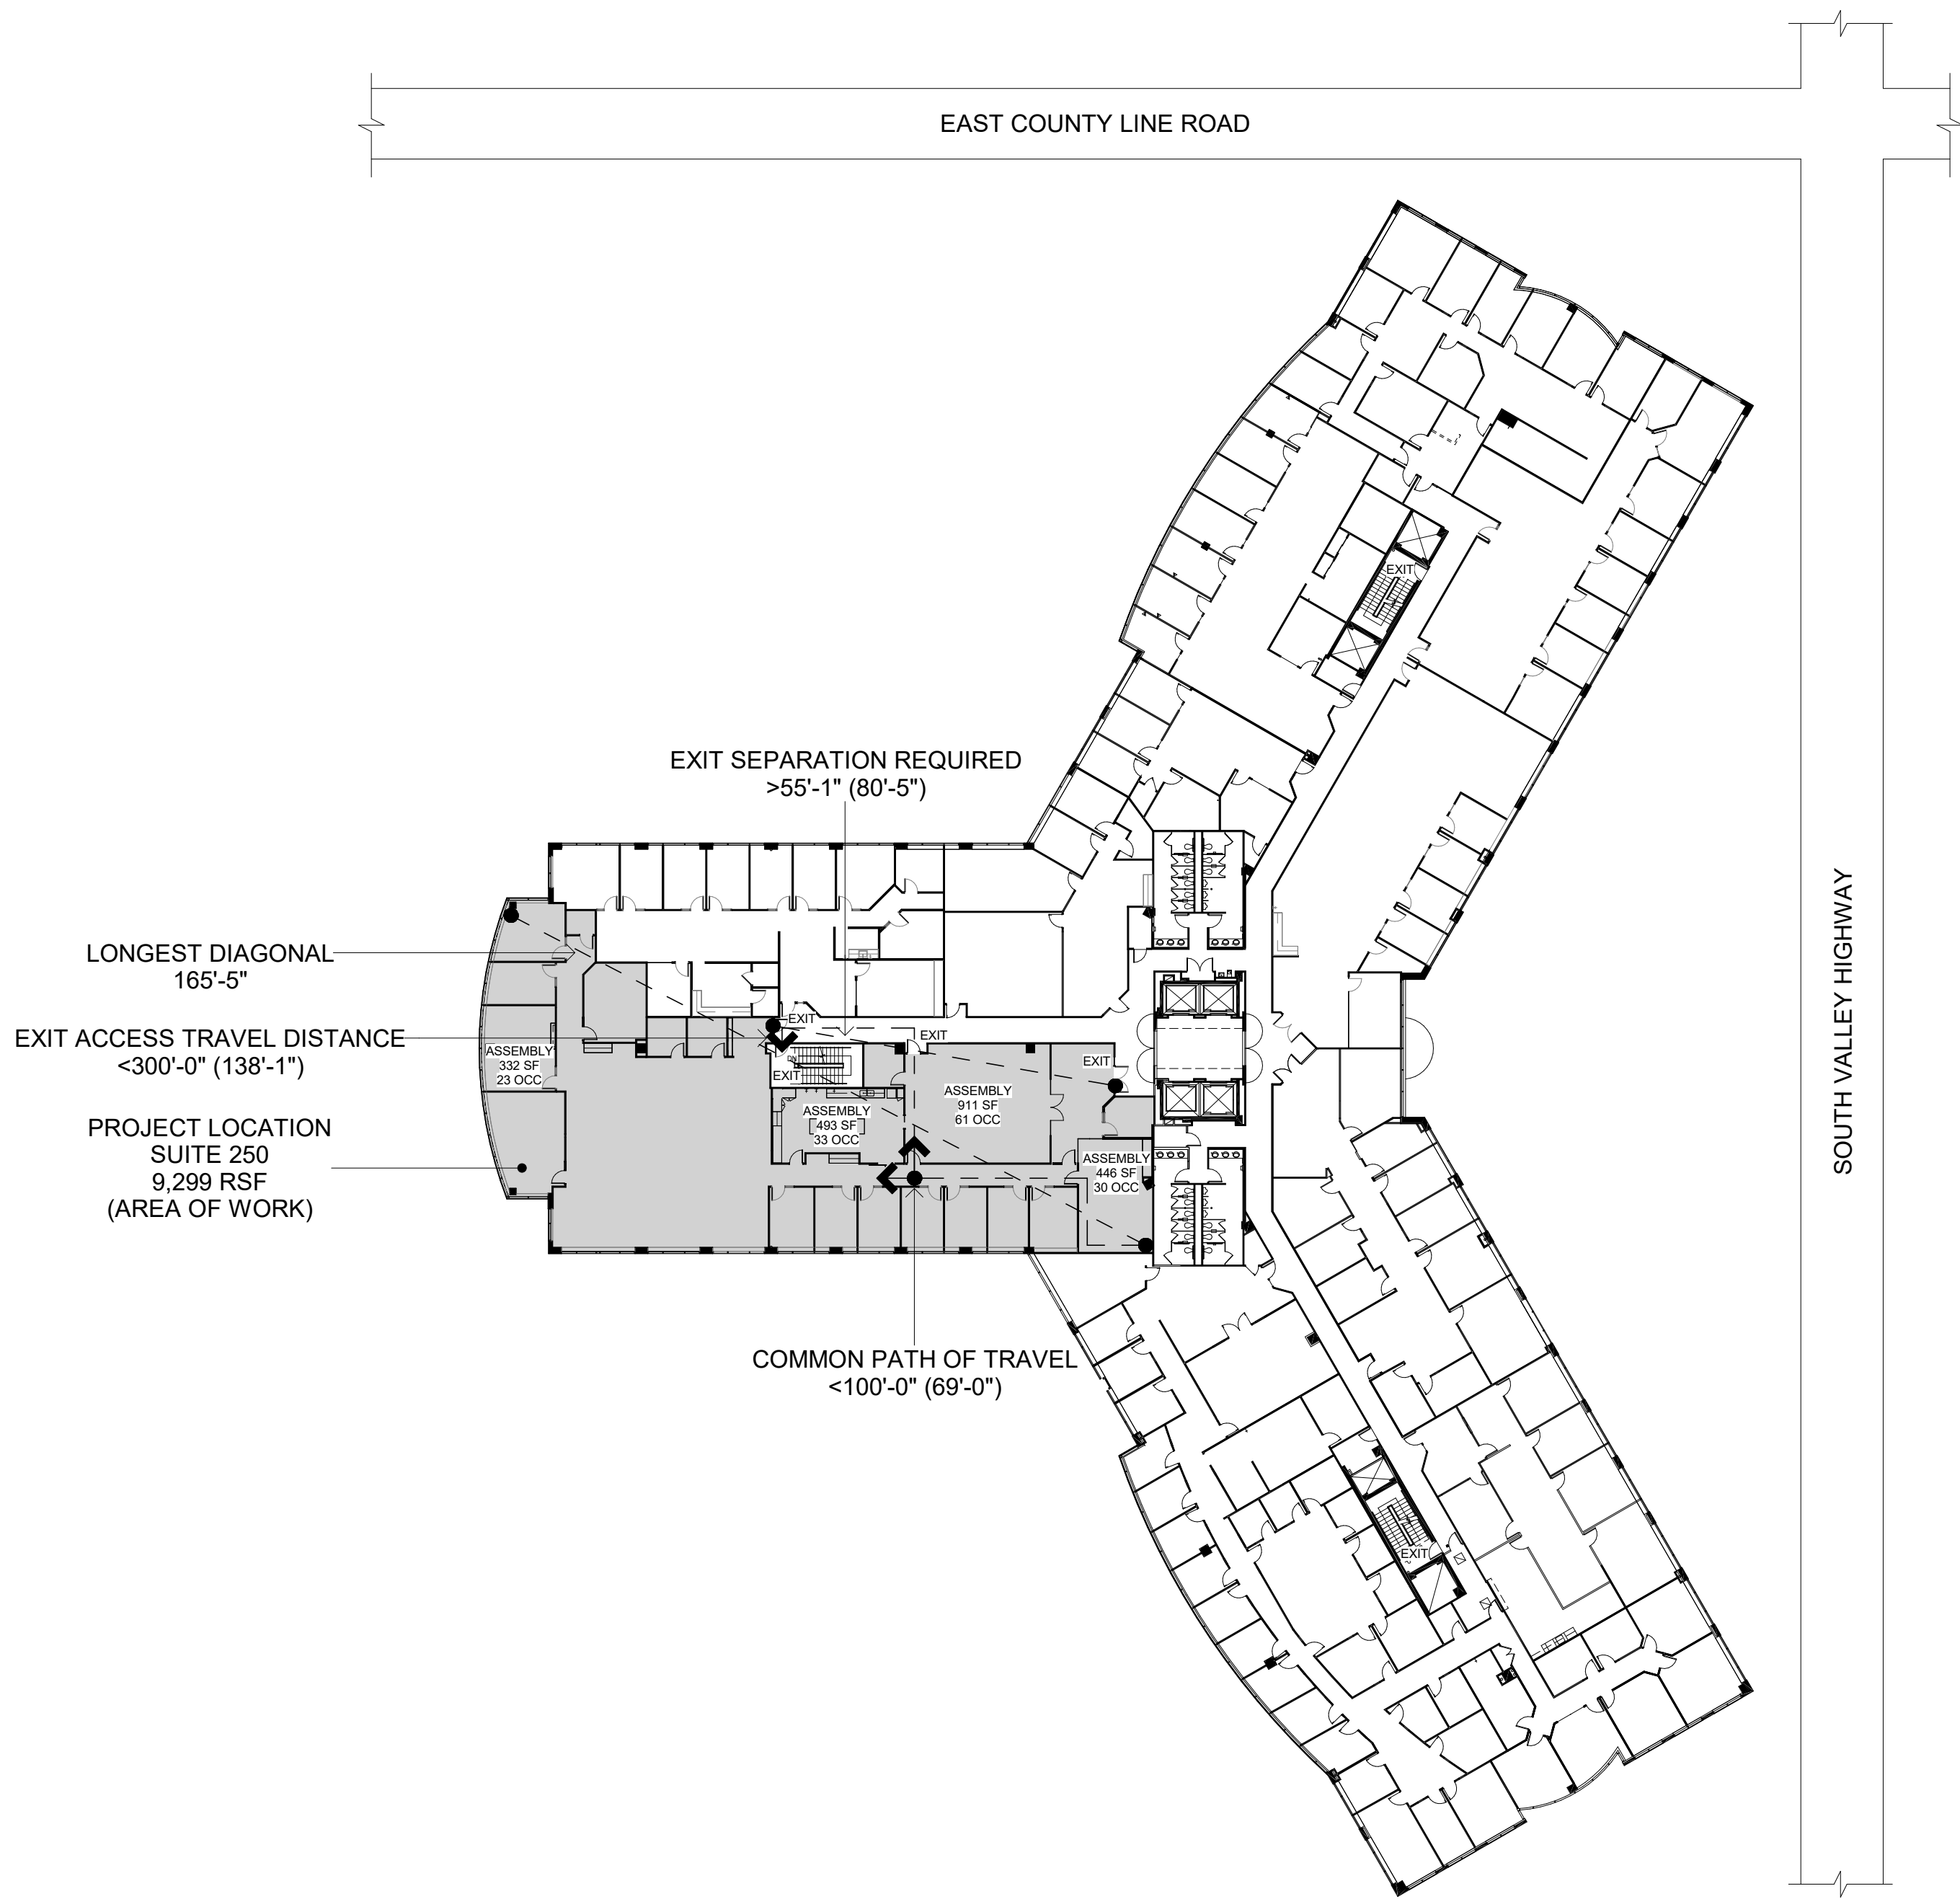 EAST COUNTY LINE ROAD
SOUTH VALLEY HIGHWAY
EXIT
EXIT SEPARATION REQUIRED
>55'-1" (80'-5")
LONGEST DIAGONAL
165'-5"
EXIT ACCESS TRAVEL DISTANCE
<300'-0" (138'-1")
PROJECT LOCATION
SUITE 250
9,299 RSF
(AREA OF WORK)
EXIT
EXIT
EXIT
EXIT
DN
ASSEMBLY
332 SF
23 OCC
ASSEMBLY
493 SF
33 OCC
ASSEMBLY
911 SF
61 OCC
ASSEMBLY
446 SF
30 OCC
COMMON PATH OF TRAVEL
<100'-0" (69'-0")
EXIT